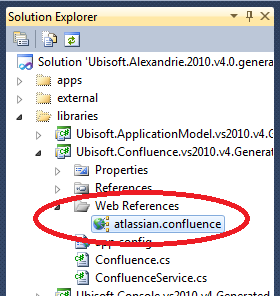 Solution Explorer
Solution 'Ubisoft.Alexandrie.2010.v4.0.genera
apps
external
libraries
Ubisoft.ApplicationModel.vs2010.v4.G
Ubisoft.Confluence.vs2010.v4.Generat
Properties
References
Web References
atlassian.confluence
app.config
Confluence.cs
ConfluenceService.cs
Ubisoft.Console.vs2010.v4.Generated